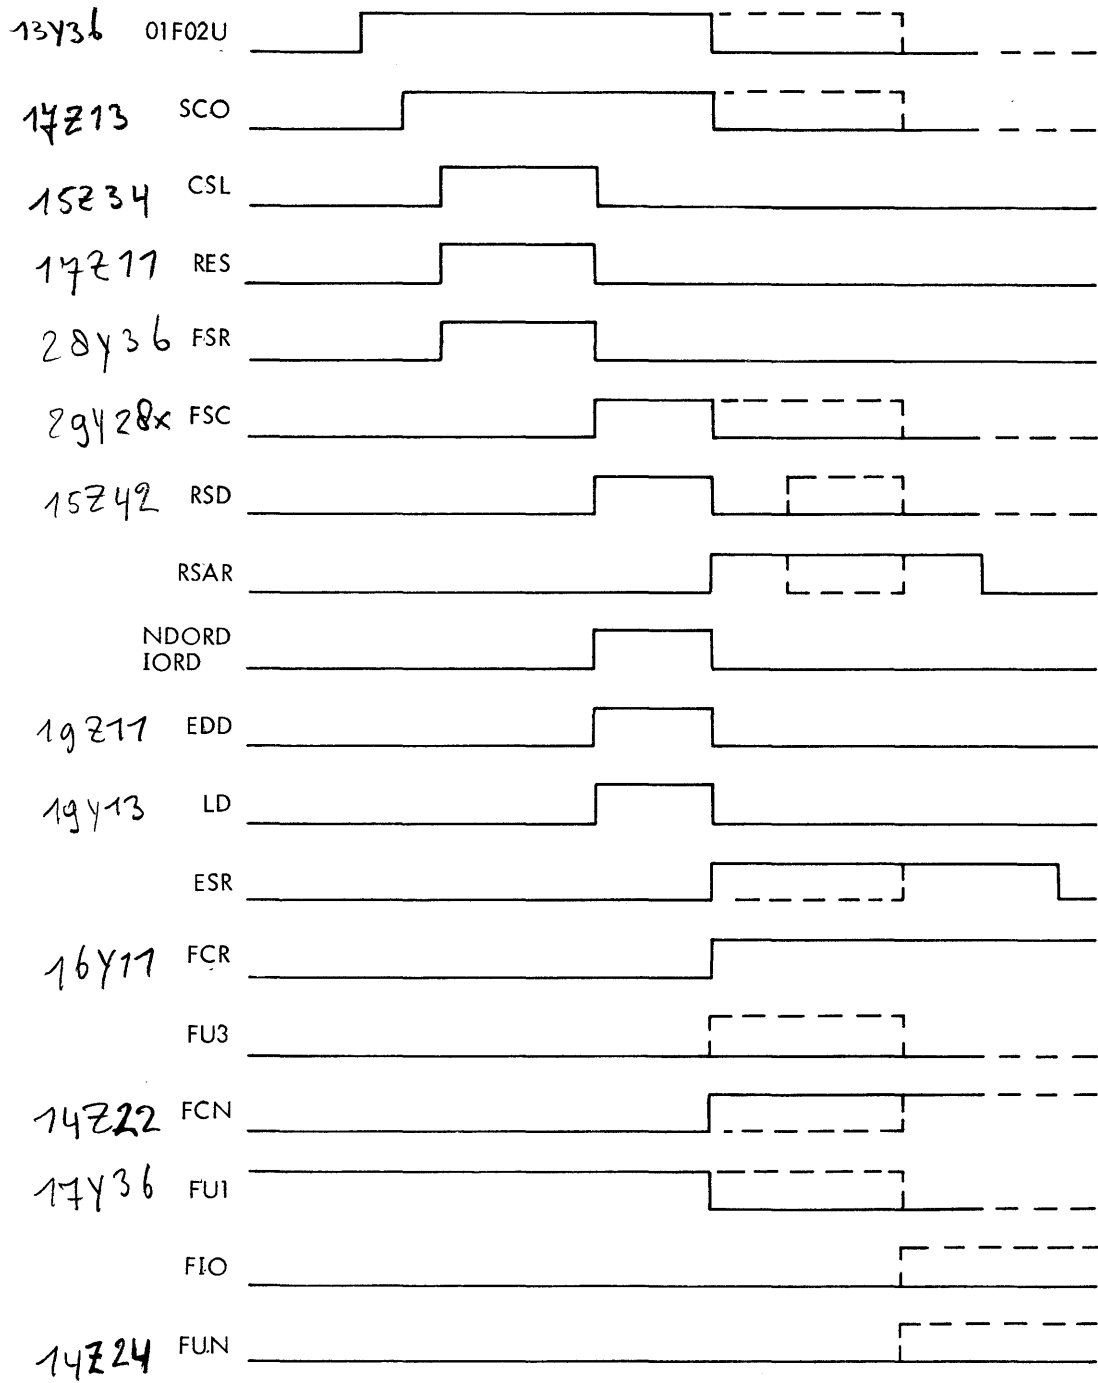 13Y36 01F02U
17Z13 SCO
15Z34 CSL
17Z11 RES
28Y36 FSR
29Y28x FSC
15Z42 RSD
RSAR
NDORD
IORD
19Z11 EDD
19Y13 LD
ESR
16Y11 FCR
FU3
14Z22 FCN
17Y36 FU1
FIO
14Z24 FUN